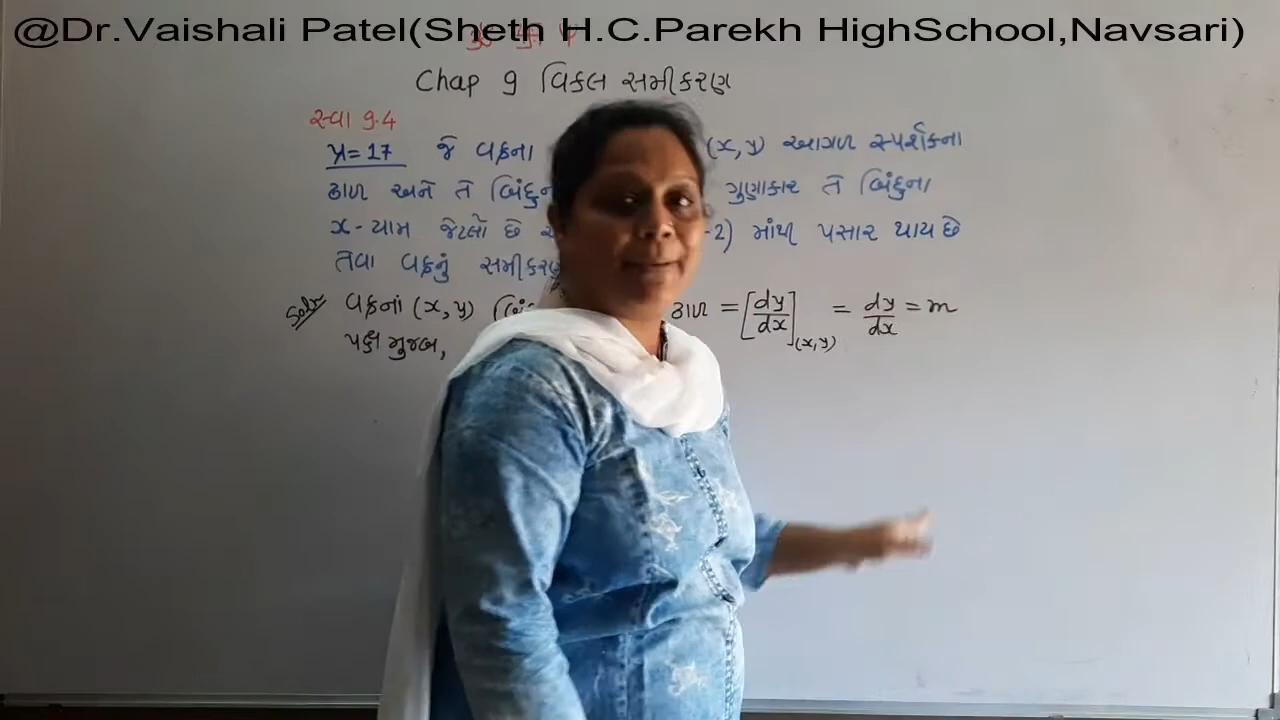 @Dr.Vaishali Patel(Sheth H.C.Parekh HighSchool,Navsari)
Chap 9 વિકલ સમીકરણ
સ્વા 9.4
પ્ર = 17 જે વક્રના (x, y) આગળ સ્પર્શકના
ઢાળ અને તે ગુણાકાર તે બિંદુના
x - યામ જેટલો છે -2) માંથી પસાર થાય છે
તેવા વક્રનું સમીકરણ
Solⁿ વક્રનાં (x, y) ઢાળ = [dy/dx](x,y) = dy/dx = m
પક્ષ મુજબ,